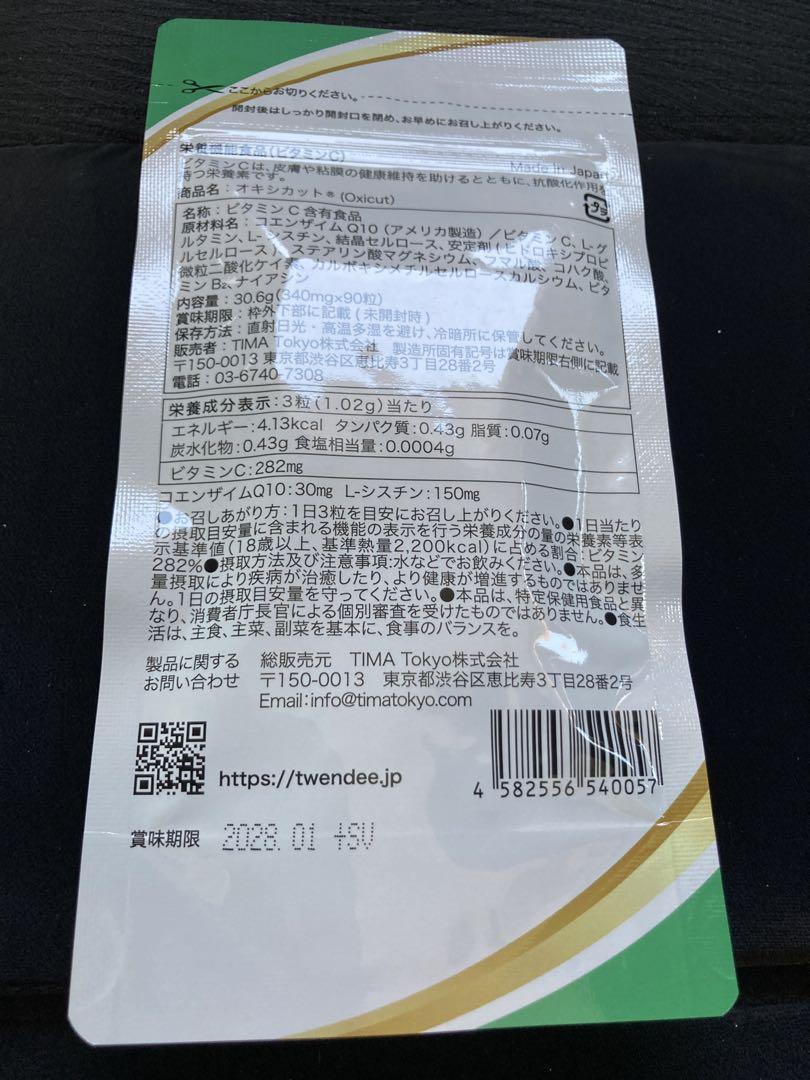 ここからお切りください。
開封後はしっかり開封口を閉め、お早めにお召し上がりください。
栄養機能食品(ビタミンC)
Made in Japan
ビタミンCは、皮膚や粘膜の健康維持を助けるとともに、抗酸化作用を
持つ栄養素です。
商品名：オキシカット® (Oxicut)
プラ
名称：ビタミンC含有食品
原材料名：コエンザイムQ10 (アメリカ製造) ／ビタミンC、L-グ
ルタミン、L-シスチン、結晶セルロース、安定剤(ヒドロキシプロピ
ルセルロース)、ステアリン酸マグネシウム、フマル酸、コハク酸、
微粒二酸化ケイ素、カルボキシメチルセルロースカルシウム、ビタ
ミンB₂、ナイアシン
内容量：30.6g(340mg×90粒)
賞味期限：枠外下部に記載(未開封時)
保存方法：直射日光・高温多湿を避け、冷暗所に保管してください。
販売者：TIMA Tokyo株式会社 製造所固有記号は賞味期限右側に記載
〒150-0013 東京都渋谷区恵比寿3丁目28番2号
電話：03-6740-7308
栄養成分表示：3粒(1.02g)当たり
エネルギー：4.13kcal タンパク質：0.43g 脂質：0.07g
炭水化物：0.43g 食塩相当量：0.0004g
ビタミンC：282mg
コエンザイムQ10：30mg L-シスチン：150mg
●お召しあがり方：1日3粒を目安にお召し上がりください。●1日当たり
の摂取目安量に含まれる機能の表示を行う栄養成分の量の栄養素等表
示基準値(18歳以上、基準熱量2,200kcal)に占める割合：ビタミン
282%●摂取方法及び注意事項:水などでお飲みください。●本品は、多
量摂取により疾病が治癒したり、より健康が増進するものではありませ
ん。1日の摂取目安量を守ってください。●本品は、特定保健用食品と異
なり、消費者庁長官による個別審査を受けたものではありません。●食生
活は、主食、主菜、副菜を基本に、食事のバランスを。
製品に関する 総販売元 TIMA Tokyo株式会社
お問い合わせ 〒150-0013 東京都渋谷区恵比寿3丁目28番2号
Email：info@timatokyo.com
https://twendee.jp
4 582556 540057
賞味期限 2028. 01 +SV